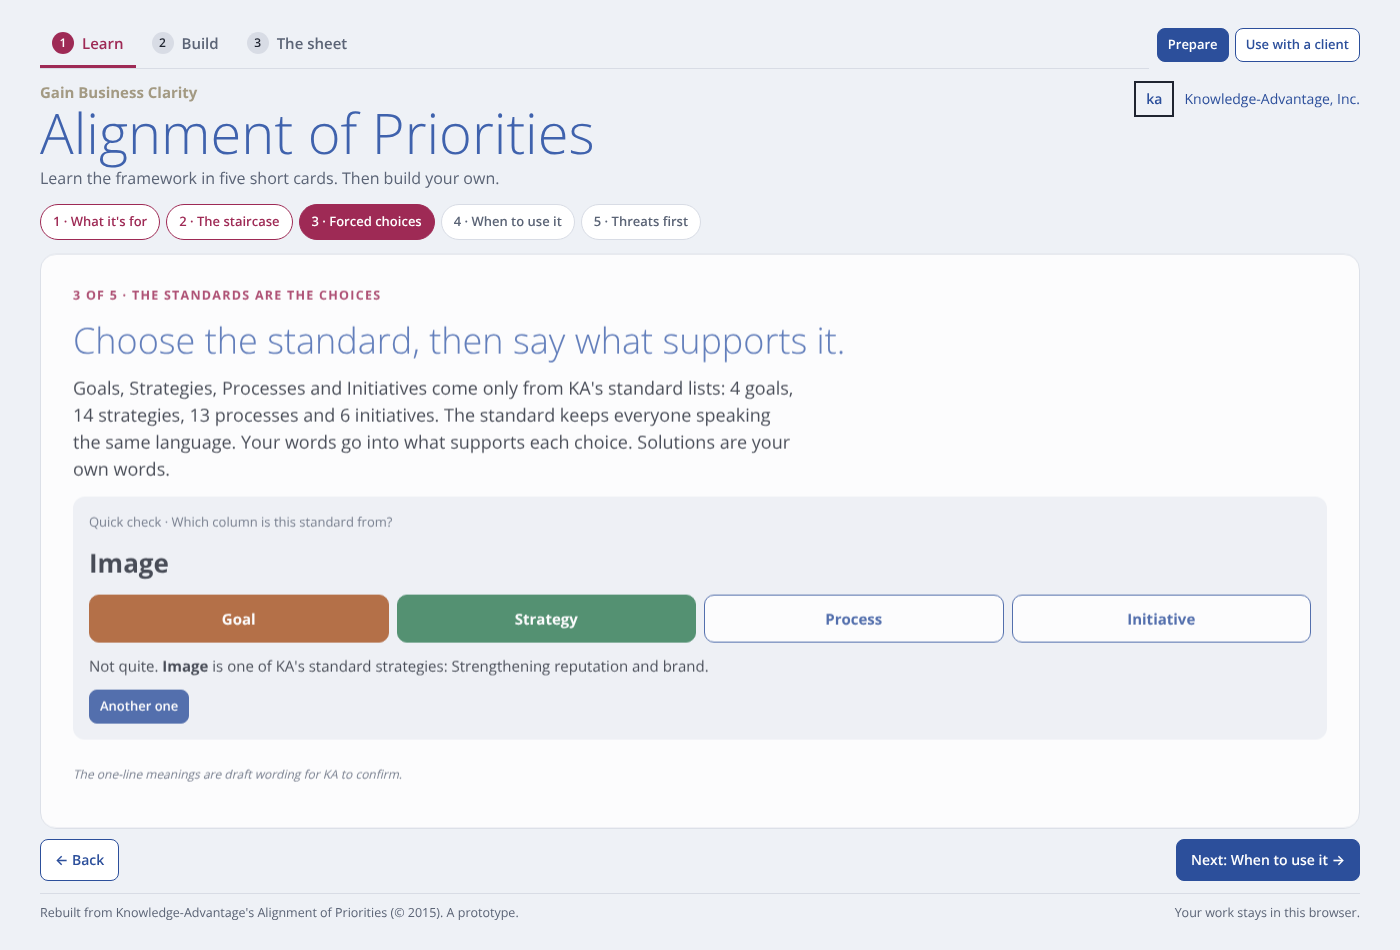 1 Learn
2 Build
3 The sheet
Prepare
Use with a client
Gain Business Clarity
ka
Knowledge-Advantage, Inc.
Alignment of Priorities
Learn the framework in five short cards. Then build your own.
1 · What it's for
2 · The staircase
3 · Forced choices
4 · When to use it
5 · Threats first
3 OF 5 · THE STANDARDS ARE THE CHOICES
Choose the standard, then say what supports it.
Goals, Strategies, Processes and Initiatives come only from KA's standard lists: 4 goals,
14 strategies, 13 processes and 6 initiatives. The standard keeps everyone speaking
the same language. Your words go into what supports each choice. Solutions are your
own words.
Quick check · Which column is this standard from?
Image
Goal
Strategy
Process
Initiative
Not quite. Image is one of KA's standard strategies: Strengthening reputation and brand.
Another one
The one-line meanings are draft wording for KA to confirm.
← Back
Next: When to use it →
Rebuilt from Knowledge-Advantage's Alignment of Priorities (© 2015). A prototype.
Your work stays in this browser.